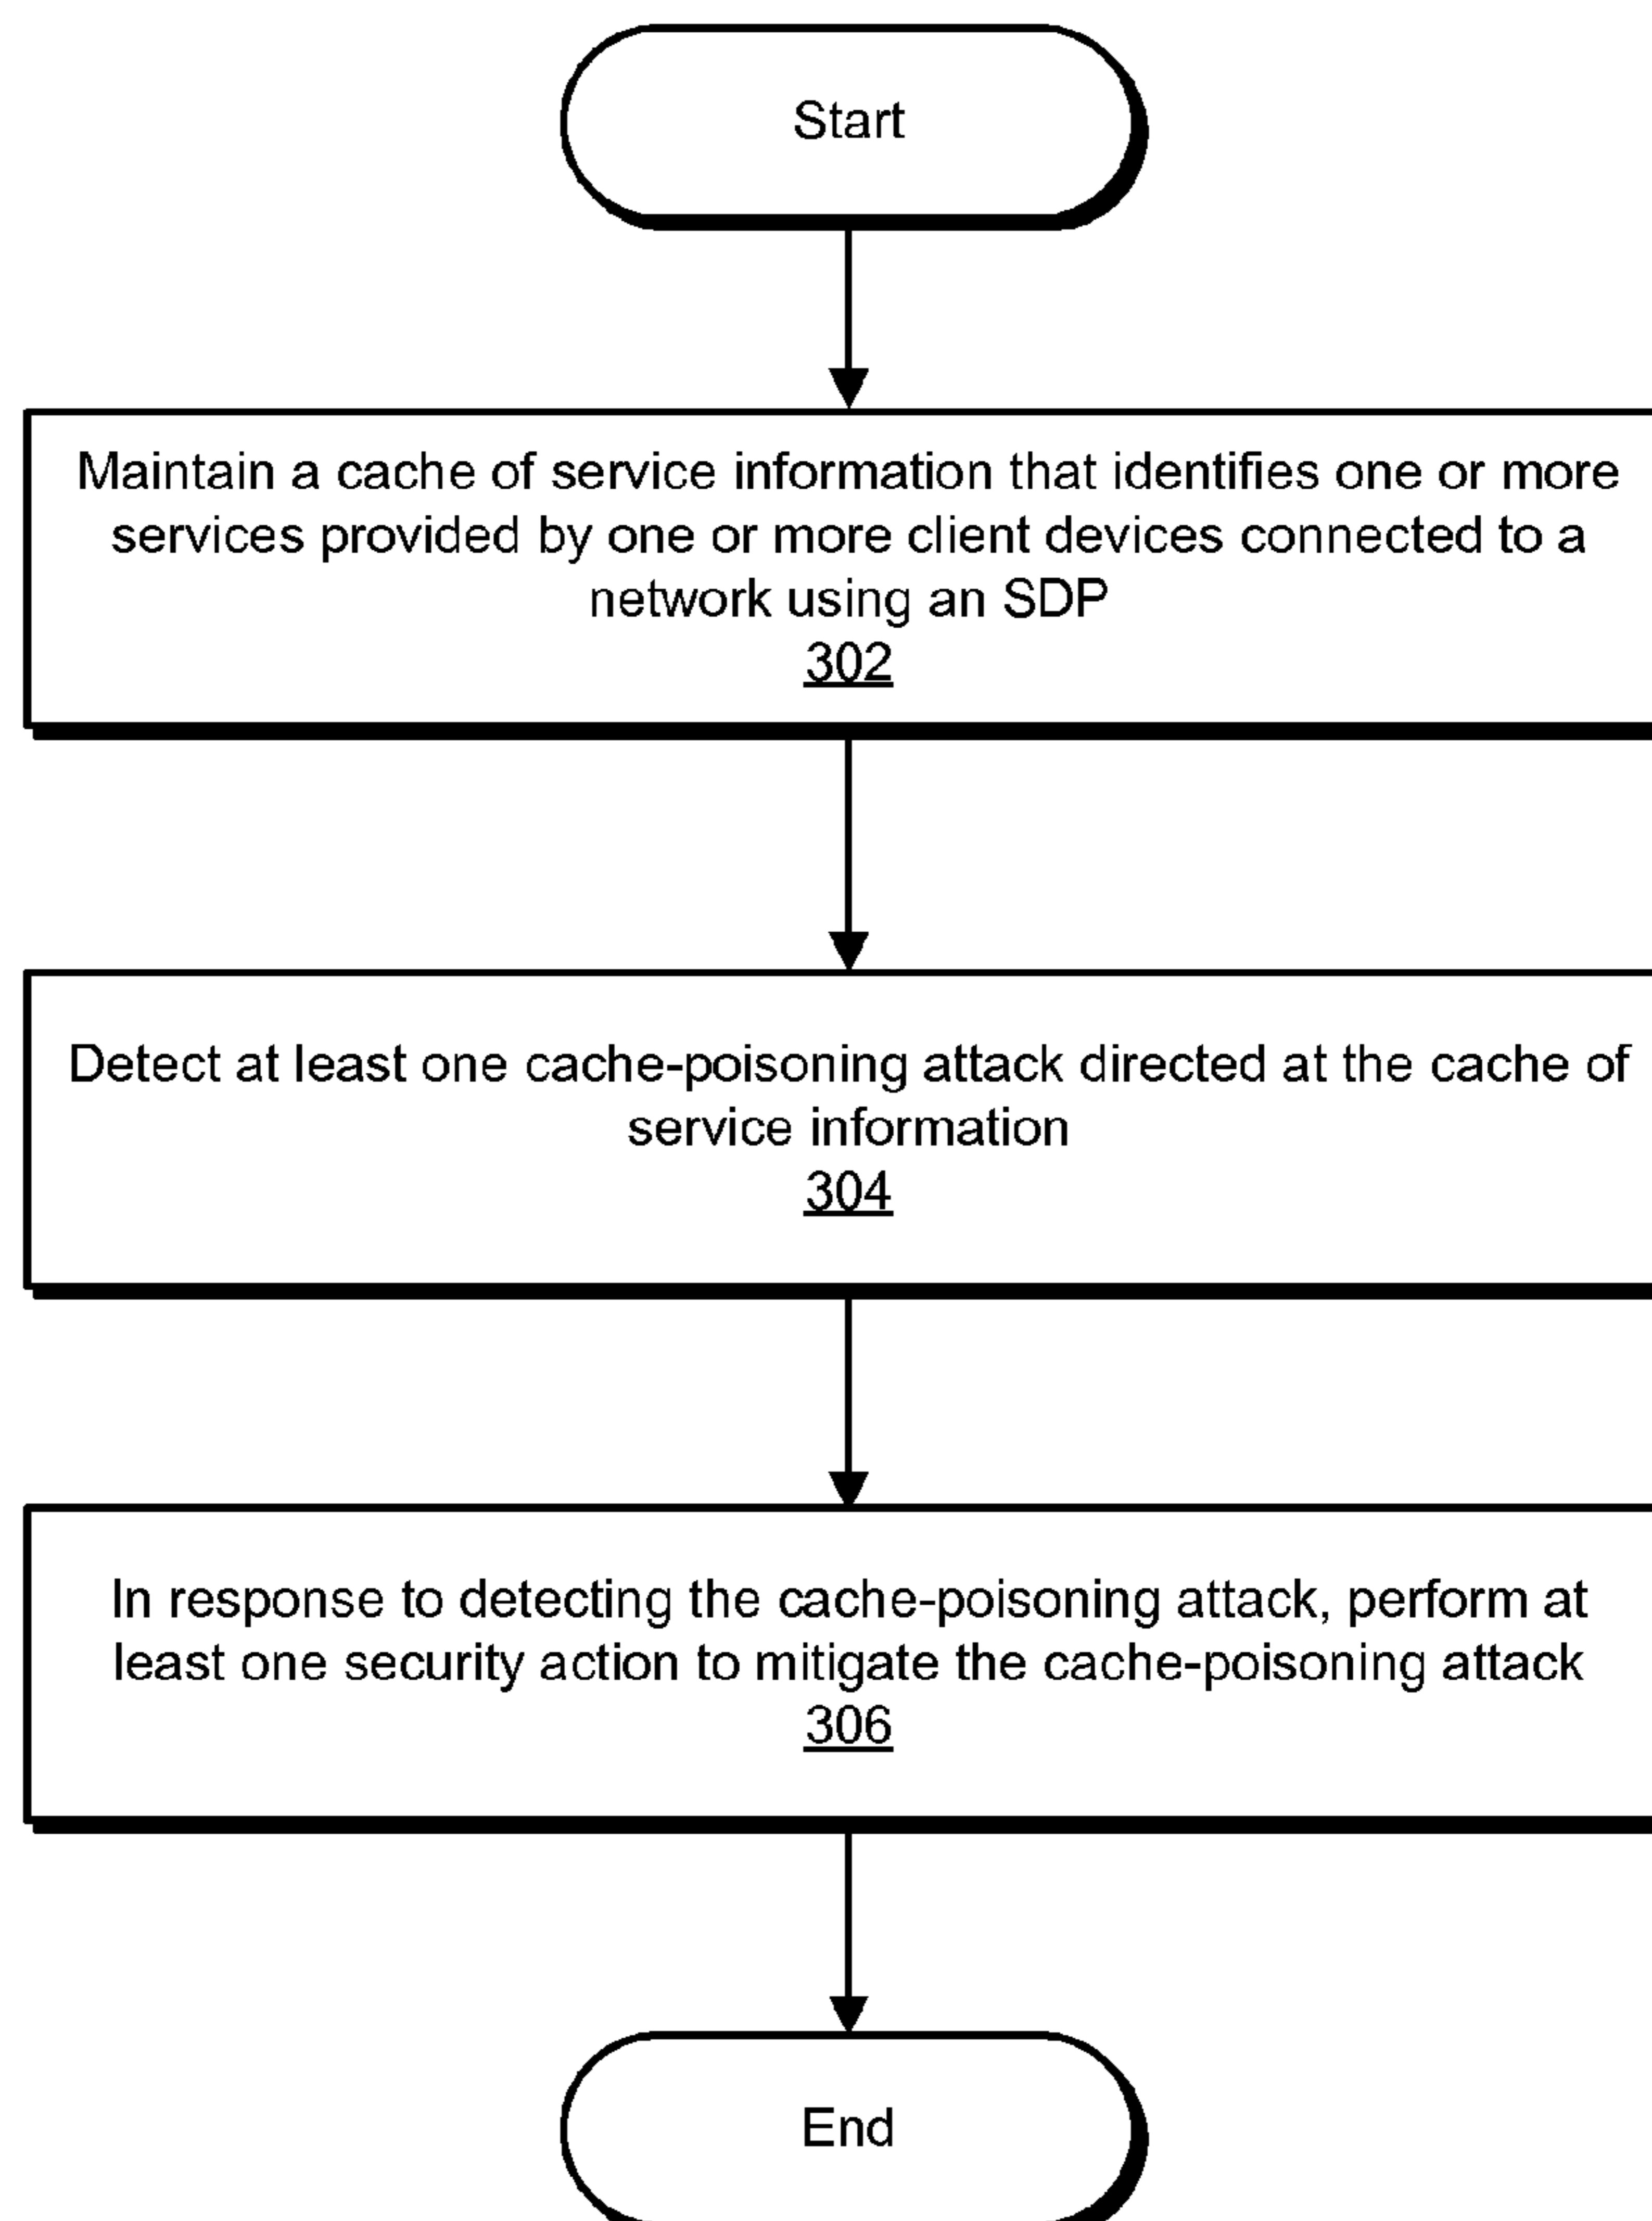 Start
Maintain a cache of service information that identifies one or more
services provided by one or more client devices connected to a
network using an SDP
302
Detect at least one cache-poisoning attack directed at the cache of
service information
304
In response to detecting the cache-poisoning attack, perform at
least one security action to mitigate the cache-poisoning attack
306
End